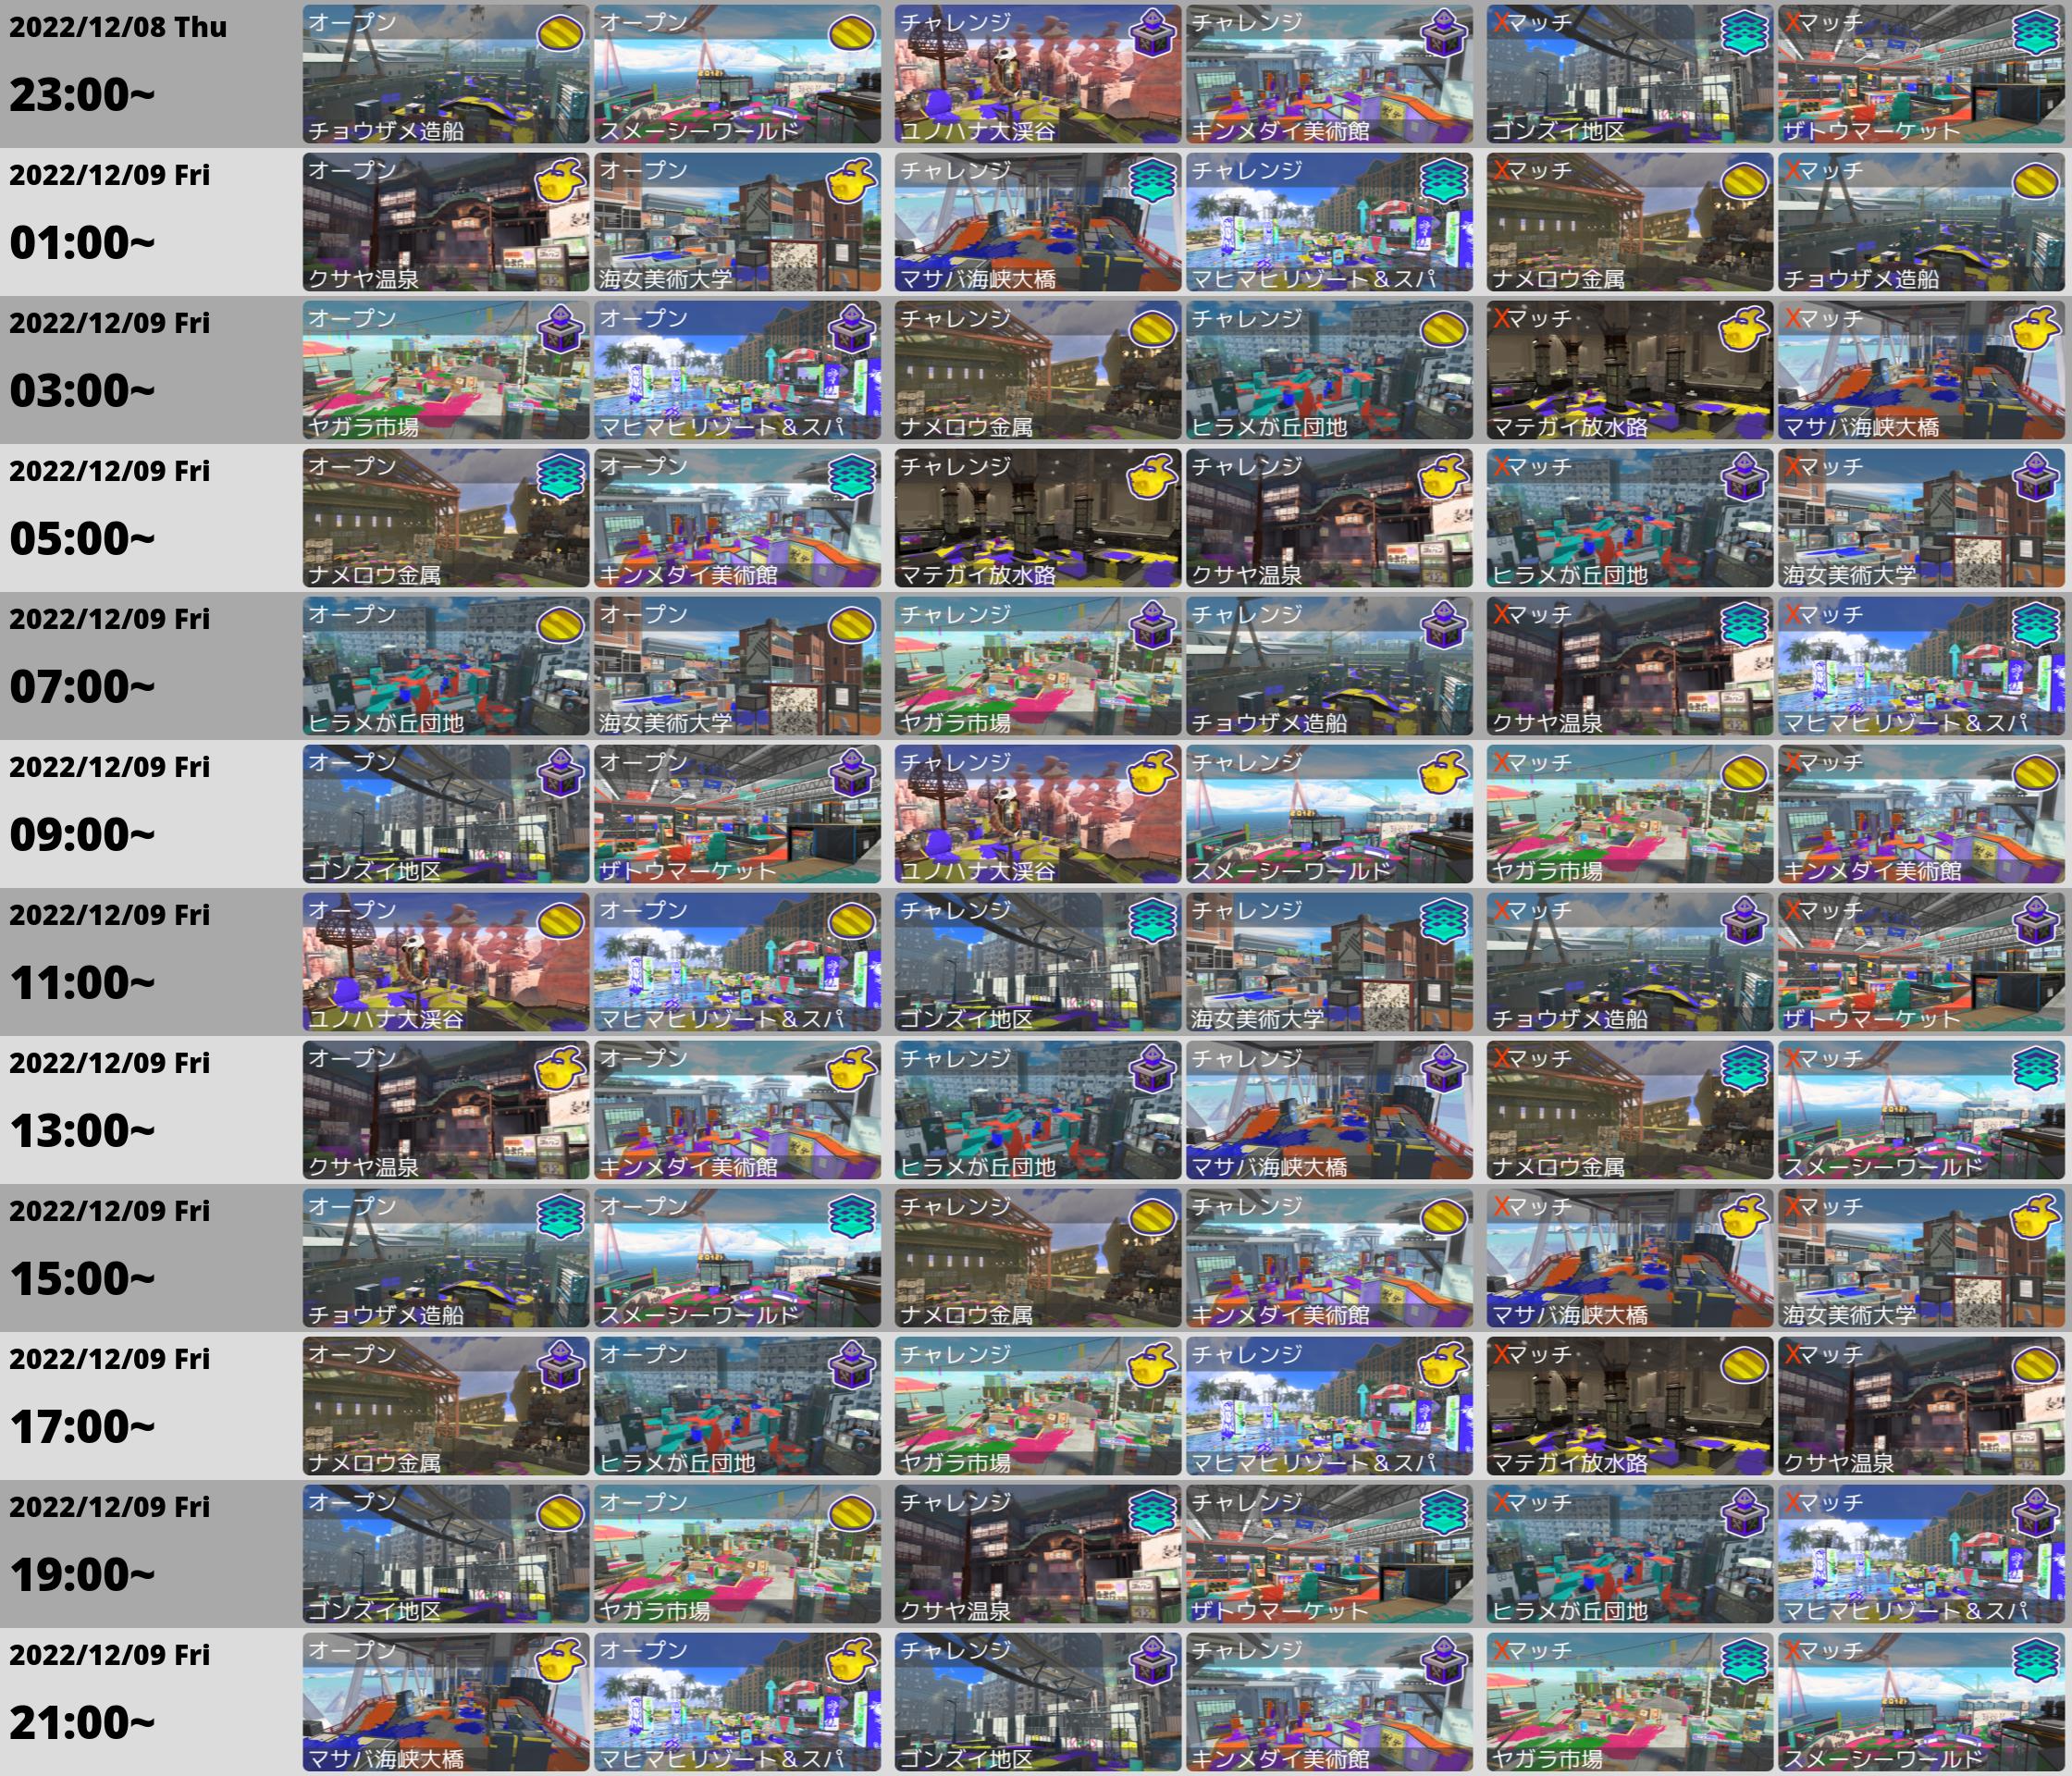 2022/12/08 Thu
23:00~
オープン オープン チャレンジ チャレンジ Xマッチ Xマッチ
チョウザメ造船 スメーシーワールド ユノハナ大渓谷 キンメダイ美術館 ゴンズイ地区 ザトウマーケット
2022/12/09 Fri
01:00~
オープン オープン チャレンジ チャレンジ Xマッチ Xマッチ
クサヤ温泉 海女美術大学 マサバ海峡大橋 マヒマヒリゾート&スパ ナメロウ金属 チョウザメ造船
2022/12/09 Fri
03:00~
オープン オープン チャレンジ チャレンジ Xマッチ Xマッチ
ヤガラ市場 マヒマヒリゾート&スパ ナメロウ金属 ヒラメが丘団地 マテガイ放水路 マサバ海峡大橋
2022/12/09 Fri
05:00~
オープン オープン チャレンジ チャレンジ Xマッチ Xマッチ
ナメロウ金属 キンメダイ美術館 マテガイ放水路 クサヤ温泉 ヒラメが丘団地 海女美術大学
2022/12/09 Fri
07:00~
オープン オープン チャレンジ チャレンジ Xマッチ Xマッチ
ヒラメが丘団地 海女美術大学 ヤガラ市場 チョウザメ造船 クサヤ温泉 マヒマヒリゾート&スパ
2022/12/09 Fri
09:00~
オープン オープン チャレンジ チャレンジ Xマッチ Xマッチ
ゴンズイ地区 ザトウマーケット ユノハナ大渓谷 スメーシーワールド ヤガラ市場 キンメダイ美術館
2022/12/09 Fri
11:00~
オープン オープン チャレンジ チャレンジ Xマッチ Xマッチ
ユノハナ大渓谷 マヒマヒリゾート&スパ ゴンズイ地区 海女美術大学 チョウザメ造船 ザトウマーケット
2022/12/09 Fri
13:00~
オープン オープン チャレンジ チャレンジ Xマッチ Xマッチ
クサヤ温泉 キンメダイ美術館 ヒラメが丘団地 マサバ海峡大橋 ナメロウ金属 スメーシーワールド
2022/12/09 Fri
15:00~
オープン オープン チャレンジ チャレンジ Xマッチ Xマッチ
チョウザメ造船 スメーシーワールド ナメロウ金属 キンメダイ美術館 マサバ海峡大橋 海女美術大学
2022/12/09 Fri
17:00~
オープン オープン チャレンジ チャレンジ Xマッチ Xマッチ
ナメロウ金属 ヒラメが丘団地 ヤガラ市場 マヒマヒリゾート&スパ マテガイ放水路 クサヤ温泉
2022/12/09 Fri
19:00~
オープン オープン チャレンジ チャレンジ Xマッチ Xマッチ
ゴンズイ地区 ヤガラ市場 クサヤ温泉 ザトウマーケット ヒラメが丘団地 マヒマヒリゾート&スパ
2022/12/09 Fri
21:00~
オープン オープン チャレンジ チャレンジ Xマッチ Xマッチ
マサバ海峡大橋 マヒマヒリゾート&スパ ゴンズイ地区 キンメダイ美術館 ヤガラ市場 スメーシーワールド